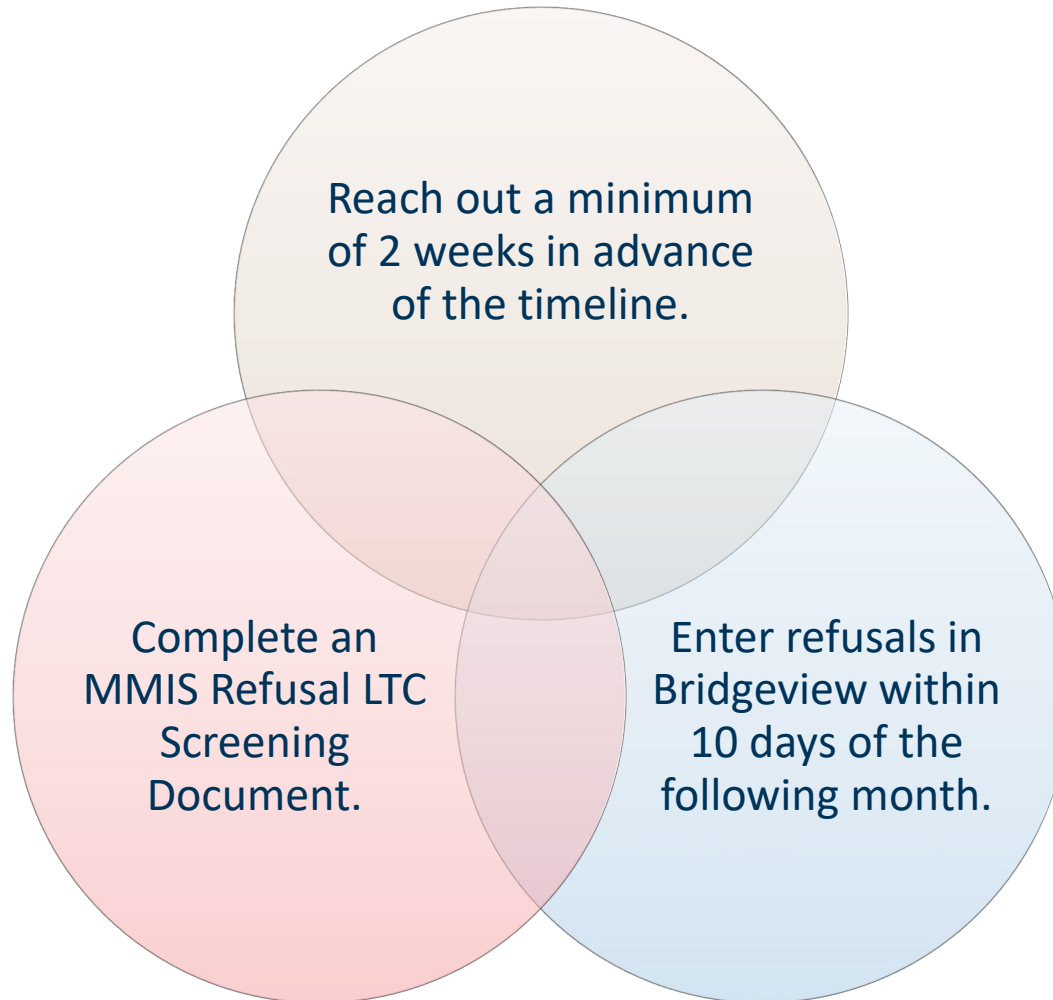 Reach out a minimum
of 2 weeks in advance
of the timeline.
Complete an
MMIS Refusal LTC
Screening
Document.
Enter refusals in
Bridgeview within
10 days of the
following month.